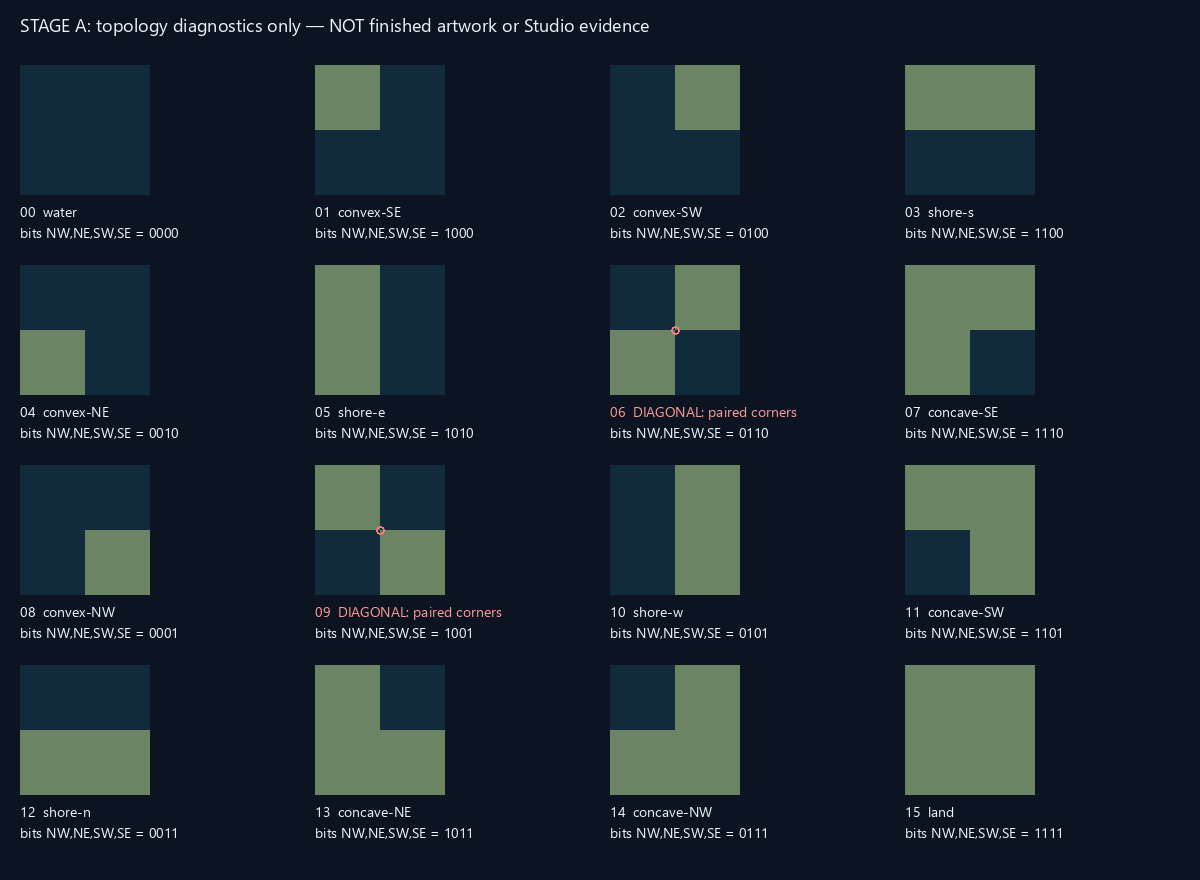 STAGE A: topology diagnostics only — NOT finished artwork or Studio evidence
00 water
bits NW,NE,SW,SE = 0000
01 convex-SE
bits NW,NE,SW,SE = 1000
02 convex-SW
bits NW,NE,SW,SE = 0100
03 shore-s
bits NW,NE,SW,SE = 1100
04 convex-NE
bits NW,NE,SW,SE = 0010
05 shore-e
bits NW,NE,SW,SE = 1010
06 DIAGONAL: paired corners
bits NW,NE,SW,SE = 0110
07 concave-SE
bits NW,NE,SW,SE = 1110
08 convex-NW
bits NW,NE,SW,SE = 0001
09 DIAGONAL: paired corners
bits NW,NE,SW,SE = 1001
10 shore-w
bits NW,NE,SW,SE = 0101
11 concave-SW
bits NW,NE,SW,SE = 1101
12 shore-n
bits NW,NE,SW,SE = 0011
13 concave-NE
bits NW,NE,SW,SE = 1011
14 concave-NW
bits NW,NE,SW,SE = 0111
15 land
bits NW,NE,SW,SE = 1111